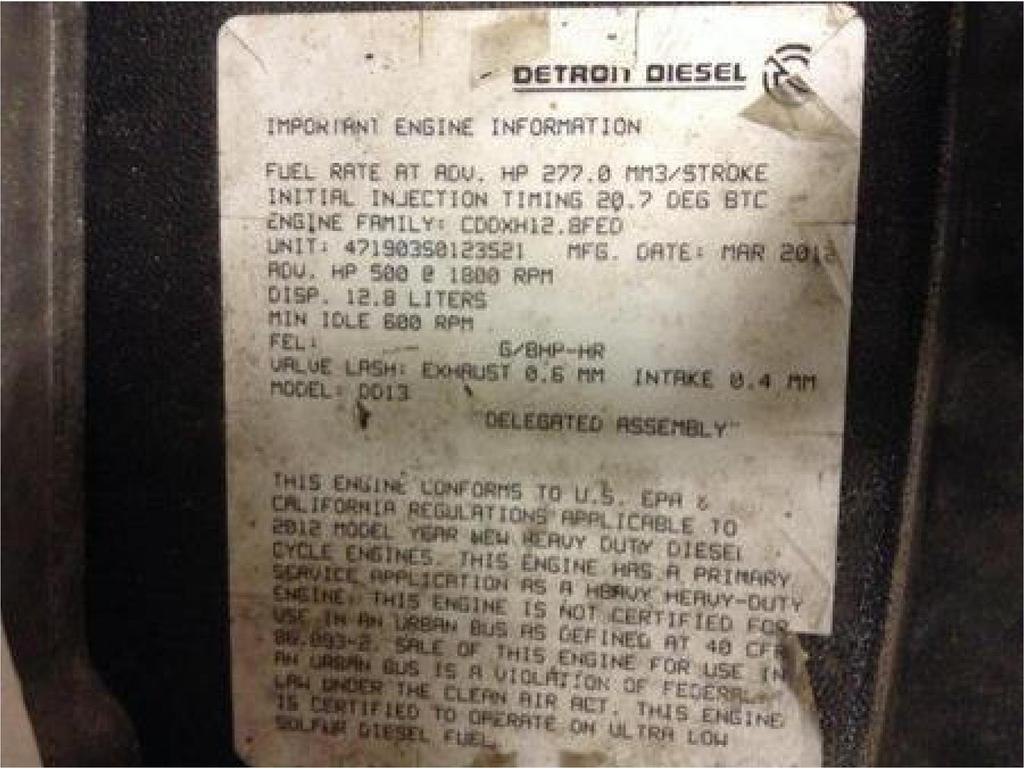 DETROIT DIESEL
IMPORTANT ENGINE INFORMATION
FUEL RATE AT ADV. HP 277.0 MM3/STROKE
INITIAL INJECTION TIMING 20.7 DEG BTC
ENGINE FAMILY: CDDXH12.8FED
UNIT: 471903S0123521 MFG. DATE: MAR 2012
ADV. HP 500 @ 1800 RPM
DISP. 12.8 LITERS
MIN IDLE 600 RPM
FEL: G/BHP-HR
VALVE LASH: EXHAUST 0.6 MM INTAKE 0.4 MM
MODEL: DD13
"DELEGATED ASSEMBLY"
THIS ENGINE CONFORMS TO U.S. EPA &
CALIFORNIA REGULATIONS APPLICABLE TO
2012 MODEL YEAR NEW HEAVY DUTY DIESEL
CYCLE ENGINES. THIS ENGINE HAS A PRIMARY
SERVICE APPLICATION AS A HEAVY HEAVY-DUTY
ENGINE. THIS ENGINE IS NOT CERTIFIED FOR
USE IN AN URBAN BUS AS DEFINED AT 40 CFR
86.093-2. SALE OF THIS ENGINE FOR USE IN
AN URBAN BUS IS A VIOLATION OF FEDERAL
LAW UNDER THE CLEAN AIR ACT. THIS ENGINE
IS CERTIFIED TO OPERATE ON ULTRA LOW
SULFUR DIESEL FUEL.